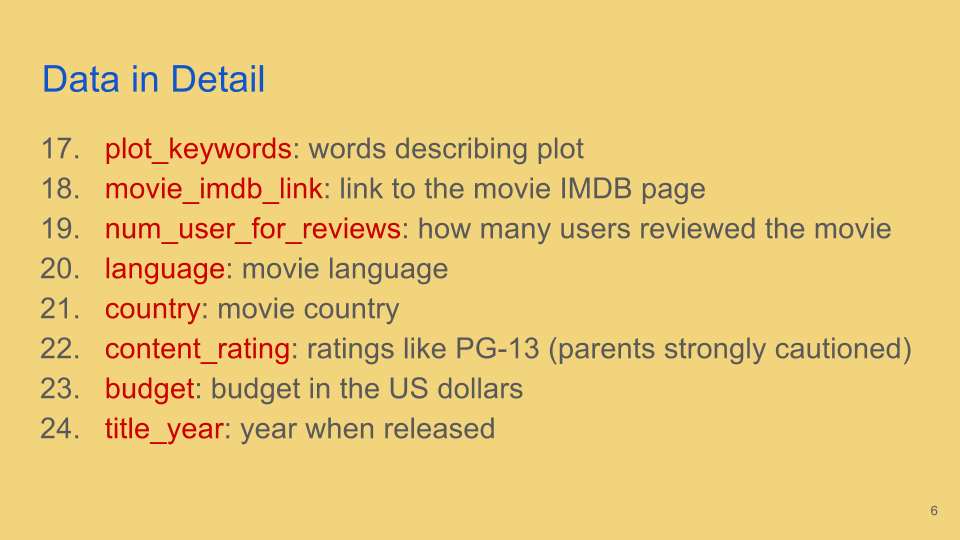 Data in Detail
17. plot_keywords: words describing plot
18. movie_imdb_link: link to the movie IMDB page
19. num_user_for_reviews: how many users reviewed the movie
20. language: movie language
21. country: movie country
22. content_rating: ratings like PG-13 (parents strongly cautioned)
23. budget: budget in the US dollars
24. title_year: year when released
6